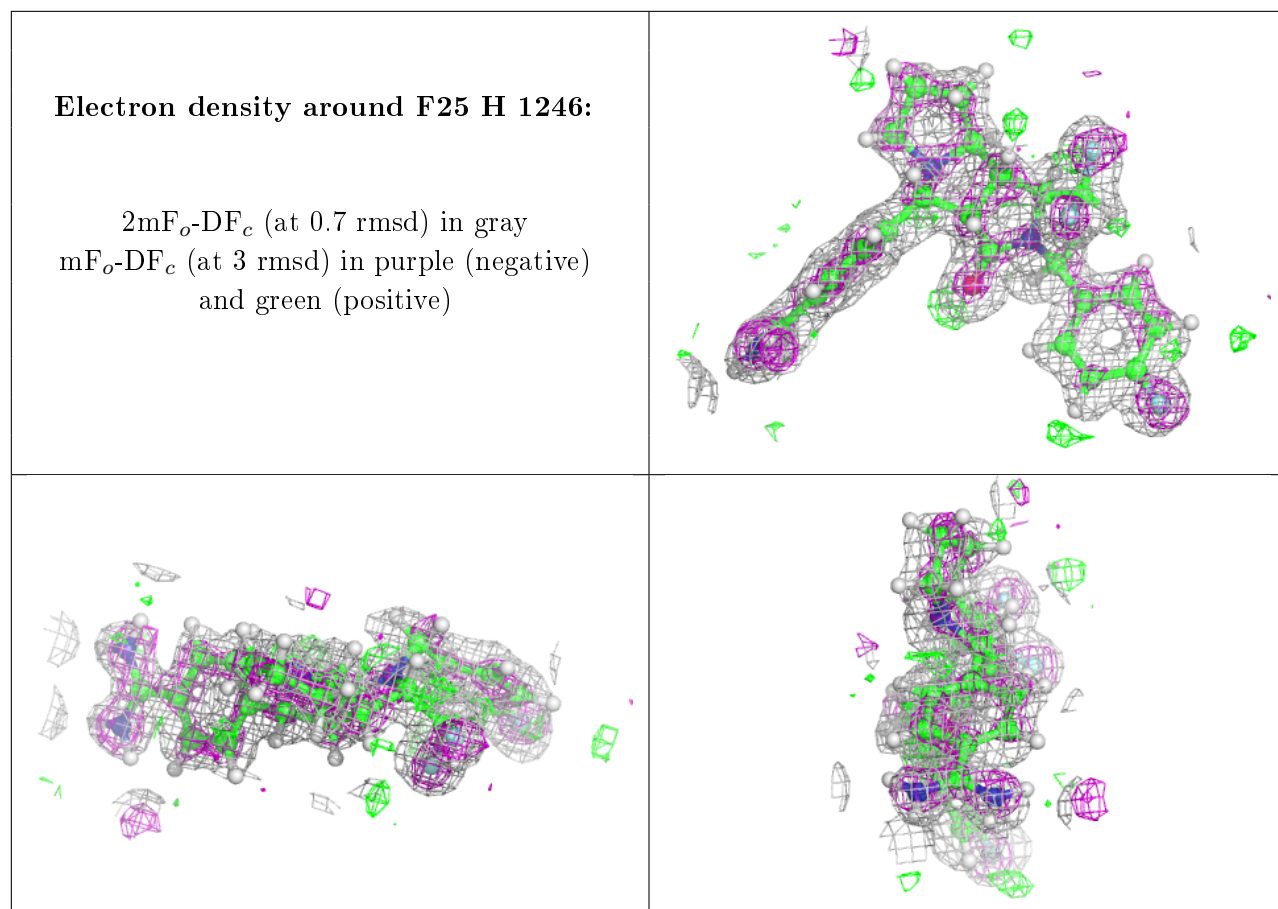 Electron density around F25 H 1246:
2mFₒ-DF𝒸 (at 0.7 rmsd) in gray
mFₒ-DF𝒸 (at 3 rmsd) in purple (negative)
and green (positive)